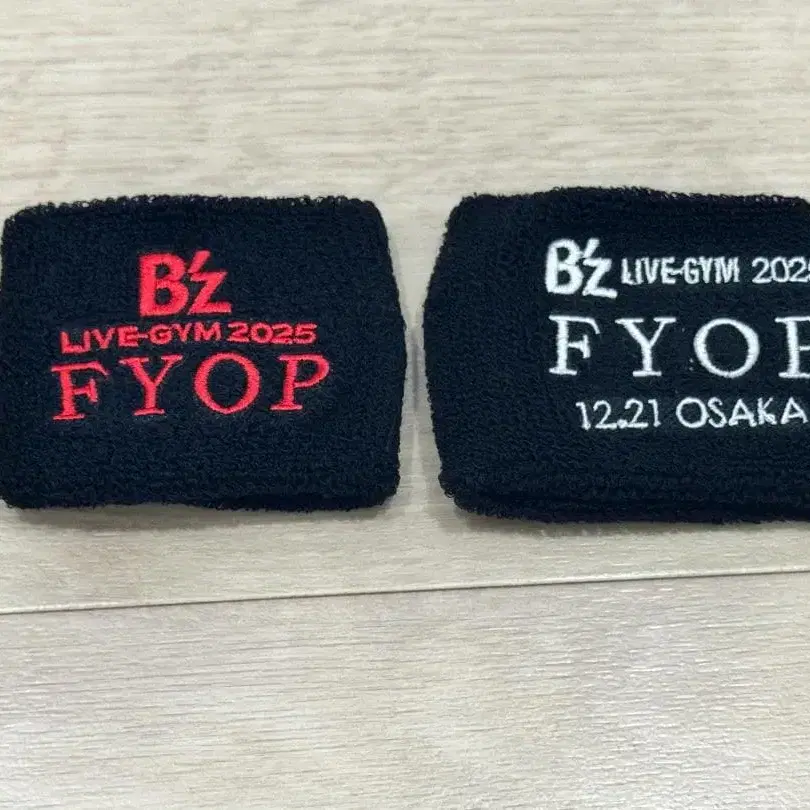 B'z
LIVE-GYM 2025
FYOP
B'z LIVE-GYM 2025
FYOP
12.21 OSAKA